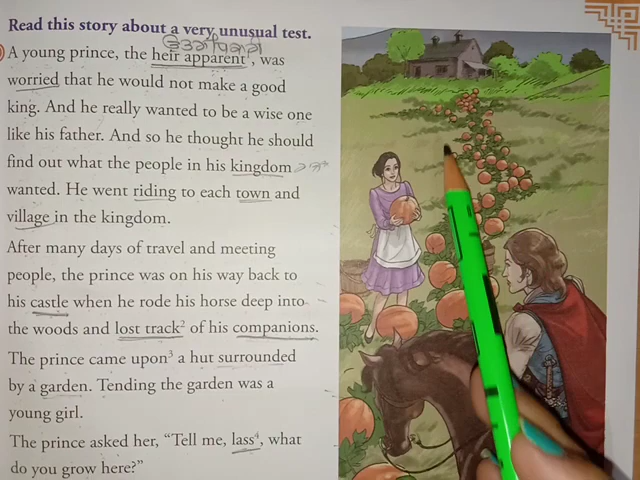 Read this story about a very unusual test.
A young prince, the heir apparent¹, was
worried that he would not make a good
king. And he really wanted to be a wise one
like his father. And so he thought he should
find out what the people in his kingdom
wanted. He went riding to each town and
village in the kingdom.
After many days of travel and meeting
people, the prince was on his way back to
his castle when he rode his horse deep into
the woods and lost track² of his companions.
The prince came upon³ a hut surrounded
by a garden. Tending the garden was a
young girl.
The prince asked her, “Tell me, lass⁴, what
do you grow here?”